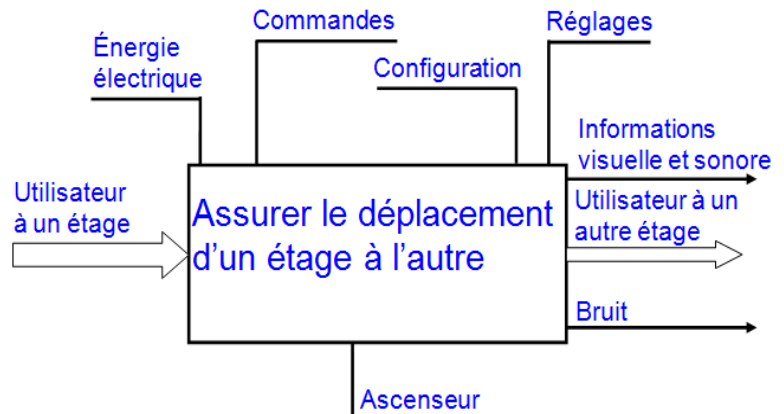 Commandes
Réglages
Énergie
électrique
Configuration
Informations
visuelle et sonore
Utilisateur
à un étage
Assurer le déplacement
d'un étage à l'autre
Utilisateur à un
autre étage
Bruit
Ascenseur